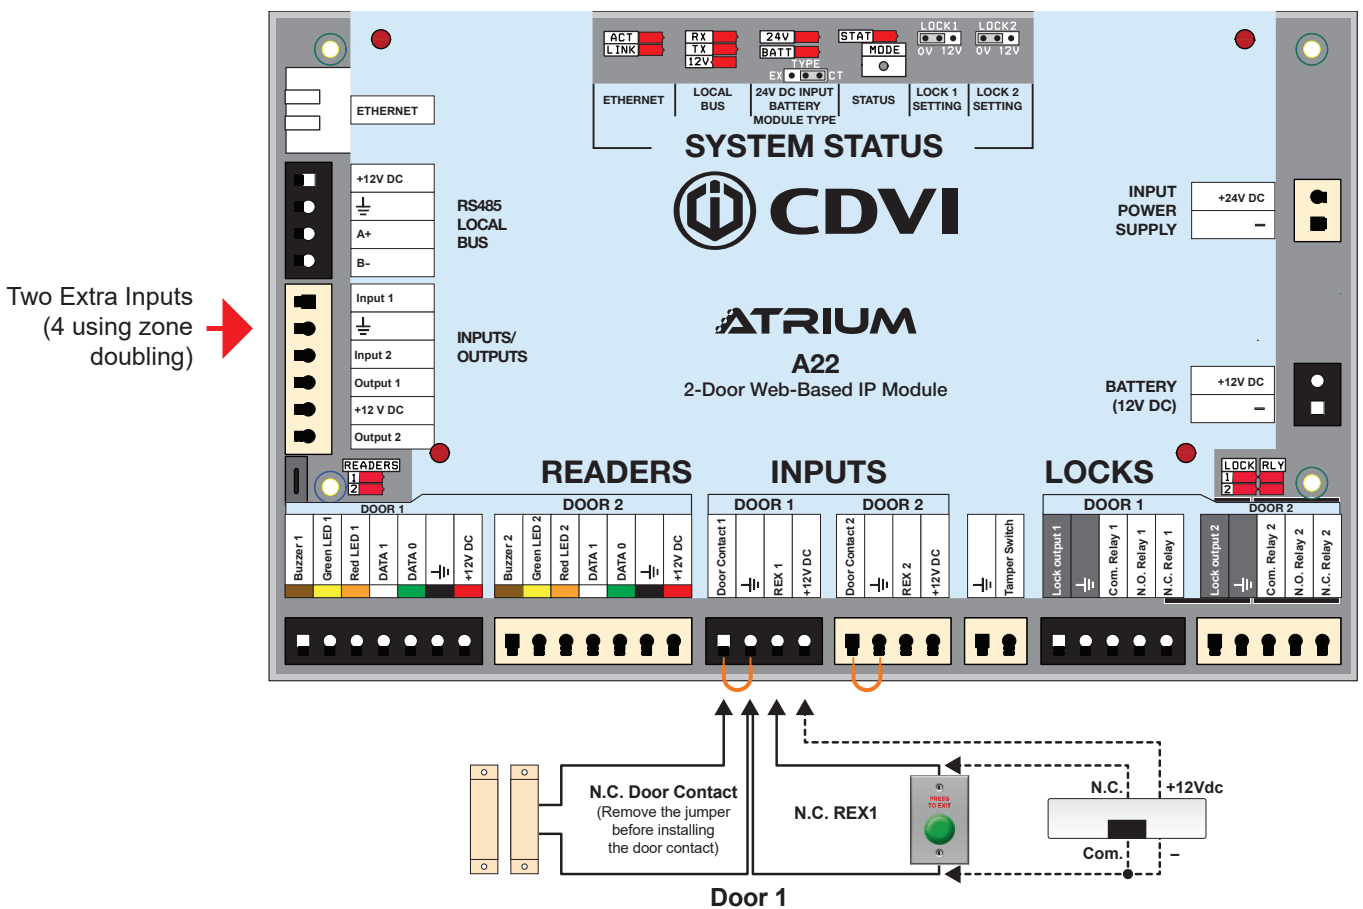 ACT
LINK
RX
TX
12V
24V
BATT
TYPE
EX CT
STAT
MODE
LOCK1
0V 12V
LOCK2
0V 12V
ETHERNET
LOCAL
BUS
24V DC INPUT
BATTERY
MODULE TYPE
STATUS
LOCK 1
SETTING
LOCK 2
SETTING
SYSTEM STATUS
CDVI
ATRIUM
A22
2-Door Web-Based IP Module
ETHERNET
+12V DC
A+
B-
RS485
LOCAL
BUS
Two Extra Inputs
(4 using zone
doubling)
Input 1
Input 2
Output 1
+12 V DC
Output 2
INPUTS/
OUTPUTS
INPUT
POWER
SUPPLY
+24V DC
–
BATTERY
(12V DC)
+12V DC
–
READERS
1
2
LOCK RLY
1
2
READERS
INPUTS
LOCKS
DOOR 1
Buzzer 1
Green LED 1
Red LED 1
DATA 1
DATA 0
+12V DC
DOOR 2
Buzzer 2
Green LED 2
Red LED 2
DATA 1
DATA 0
+12V DC
DOOR 1
Door Contact 1
REX 1
+12V DC
DOOR 2
Door Contact 2
REX 2
+12V DC
Tamper Switch
DOOR 1
Lock output 1
Com. Relay 1
N.O. Relay 1
N.C. Relay 1
DOOR 2
Lock output 2
Com. Relay 2
N.O. Relay 2
N.C. Relay 2
N.C. Door Contact
(Remove the jumper
before installing
the door contact)
N.C. REX1
PRESS
TO EXIT
N.C.
+12Vdc
Com.
–
Door 1